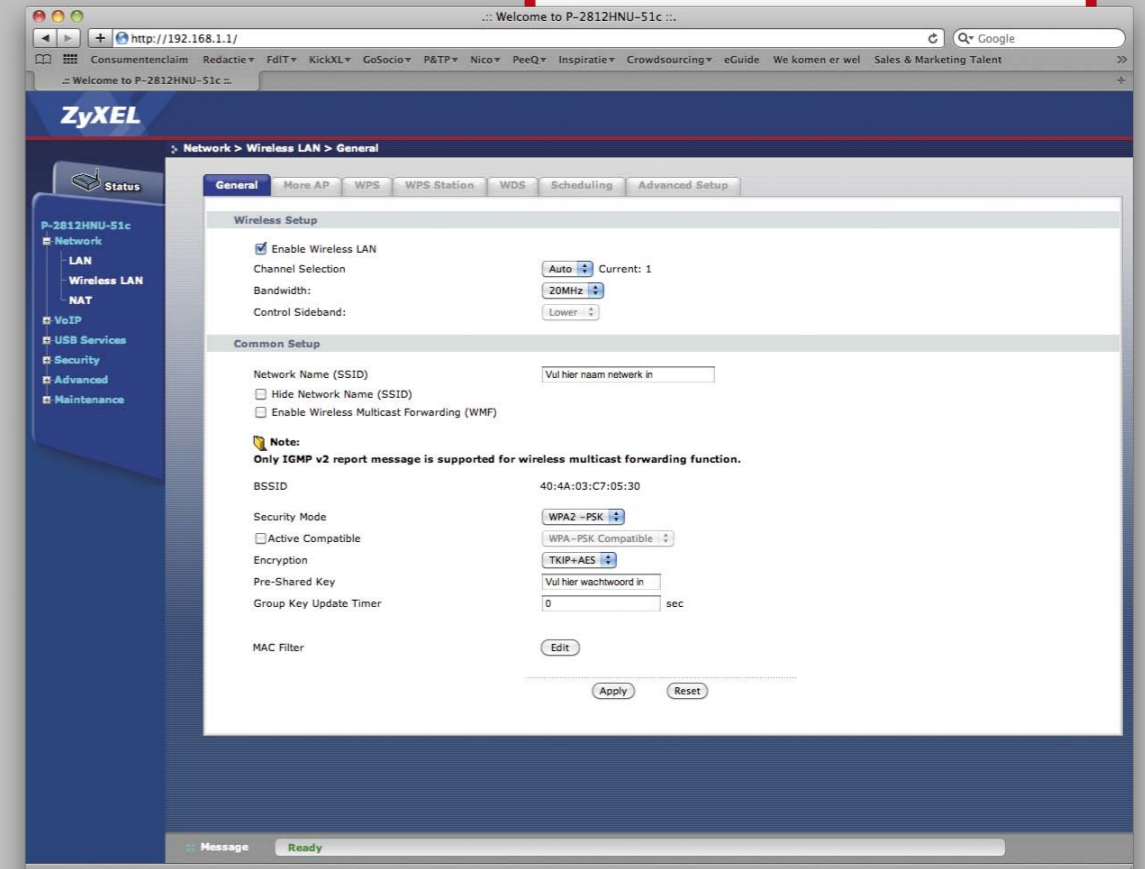 .:: Welcome to P-2812HNU-51c ::.
http://192.168.1.1/
Google
Consumentenclaim Redactie FdIT KickXL GoSocio P&TP Nico PeeQ Inspiratie Crowdsourcing eGuide We komen er wel Sales & Marketing Talent
.:: Welcome to P-2812HNU-51c ::.
ZyXEL
Network > Wireless LAN > General
Status
General More AP WPS WPS Station WDS Scheduling Advanced Setup
P-2812HNU-51c
Network
LAN
Wireless LAN
NAT
VoIP
USB Services
Security
Advanced
Maintenance
Wireless Setup
Enable Wireless LAN
Channel Selection Auto Current: 1
Bandwidth: 20MHz
Control Sideband: Lower
Common Setup
Network Name (SSID) Vul hier naam netwerk in
Hide Network Name (SSID)
Enable Wireless Multicast Forwarding (WMF)
Note:
Only IGMP v2 report message is supported for wireless multicast forwarding function.
BSSID 40:4A:03:C7:05:30
Security Mode WPA2 -PSK
Active Compatible WPA-PSK Compatible
Encryption TKIP+AES
Pre-Shared Key Vul hier wachtwoord in
Group Key Update Timer 0 sec
MAC Filter Edit
Apply Reset
:: Message Ready